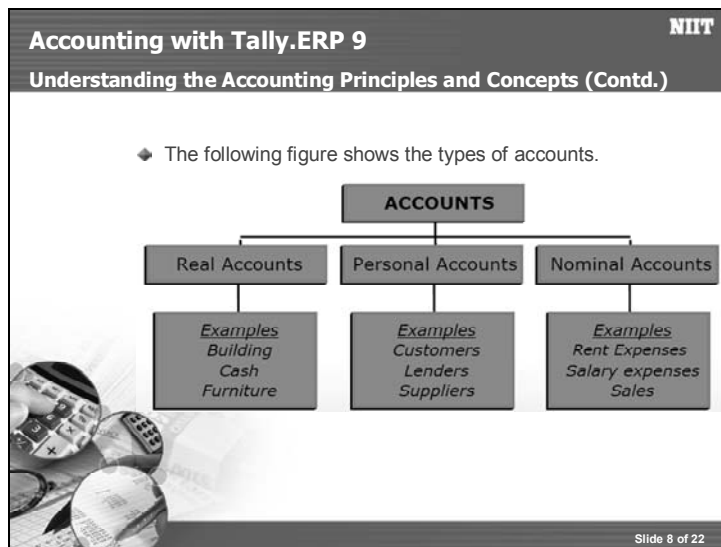 NIIT
Accounting with Tally.ERP 9
Understanding the Accounting Principles and Concepts (Contd.)
The following figure shows the types of accounts.
ACCOUNTS
Real Accounts
Personal Accounts
Nominal Accounts
Examples
Building
Cash
Furniture
Examples
Customers
Lenders
Suppliers
Examples
Rent Expenses
Salary expenses
Sales
Slide 8 of 22